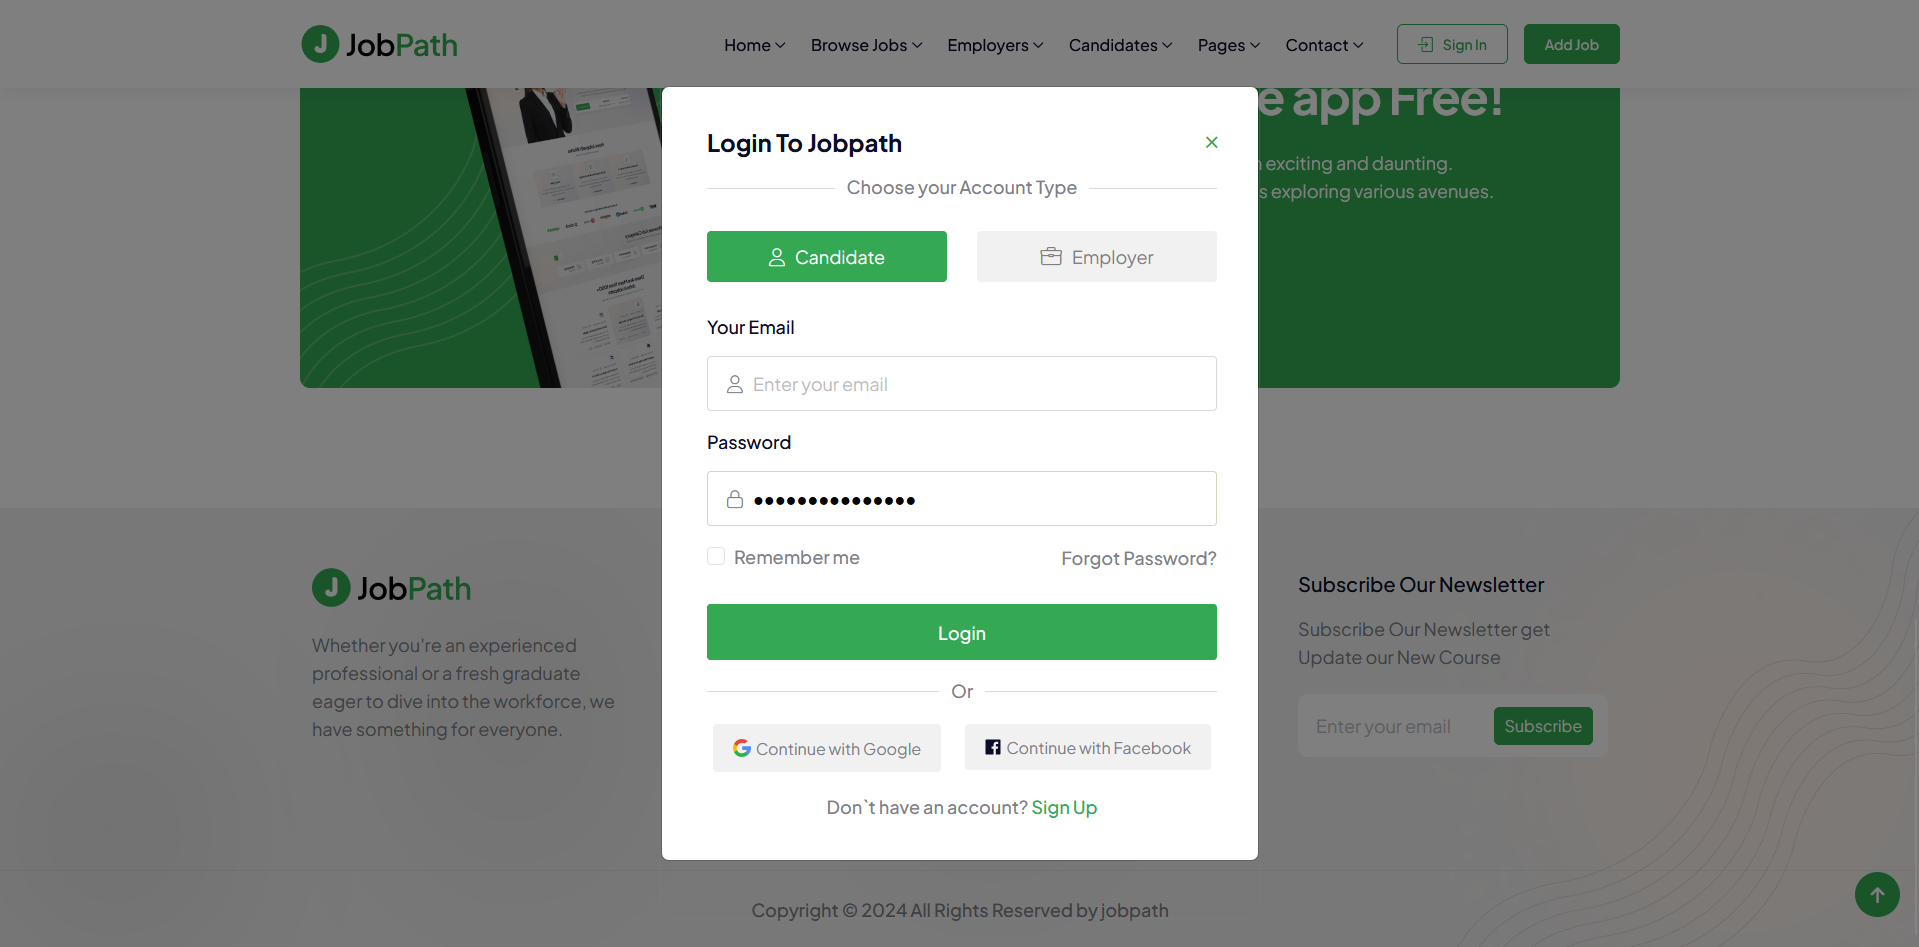 JobPath
Home
Browse Jobs
Employers
Candidates
Pages
Contact
Sign In
Add Job
e app Free!
exciting and daunting.
s exploring various avenues.
Login To Jobpath
Choose your Account Type
Candidate
Employer
Your Email
Enter your email
Password
•••••••••••••••
Remember me
Forgot Password?
Login
Or
Continue with Google
Continue with Facebook
Don`t have an account? Sign Up
JobPath
Whether you're an experienced
professional or a fresh graduate
eager to dive into the workforce, we
have something for everyone.
Subscribe Our Newsletter
Subscribe Our Newsletter get
Update our New Course
Enter your email
Subscribe
Copyright © 2024 All Rights Reserved by jobpath